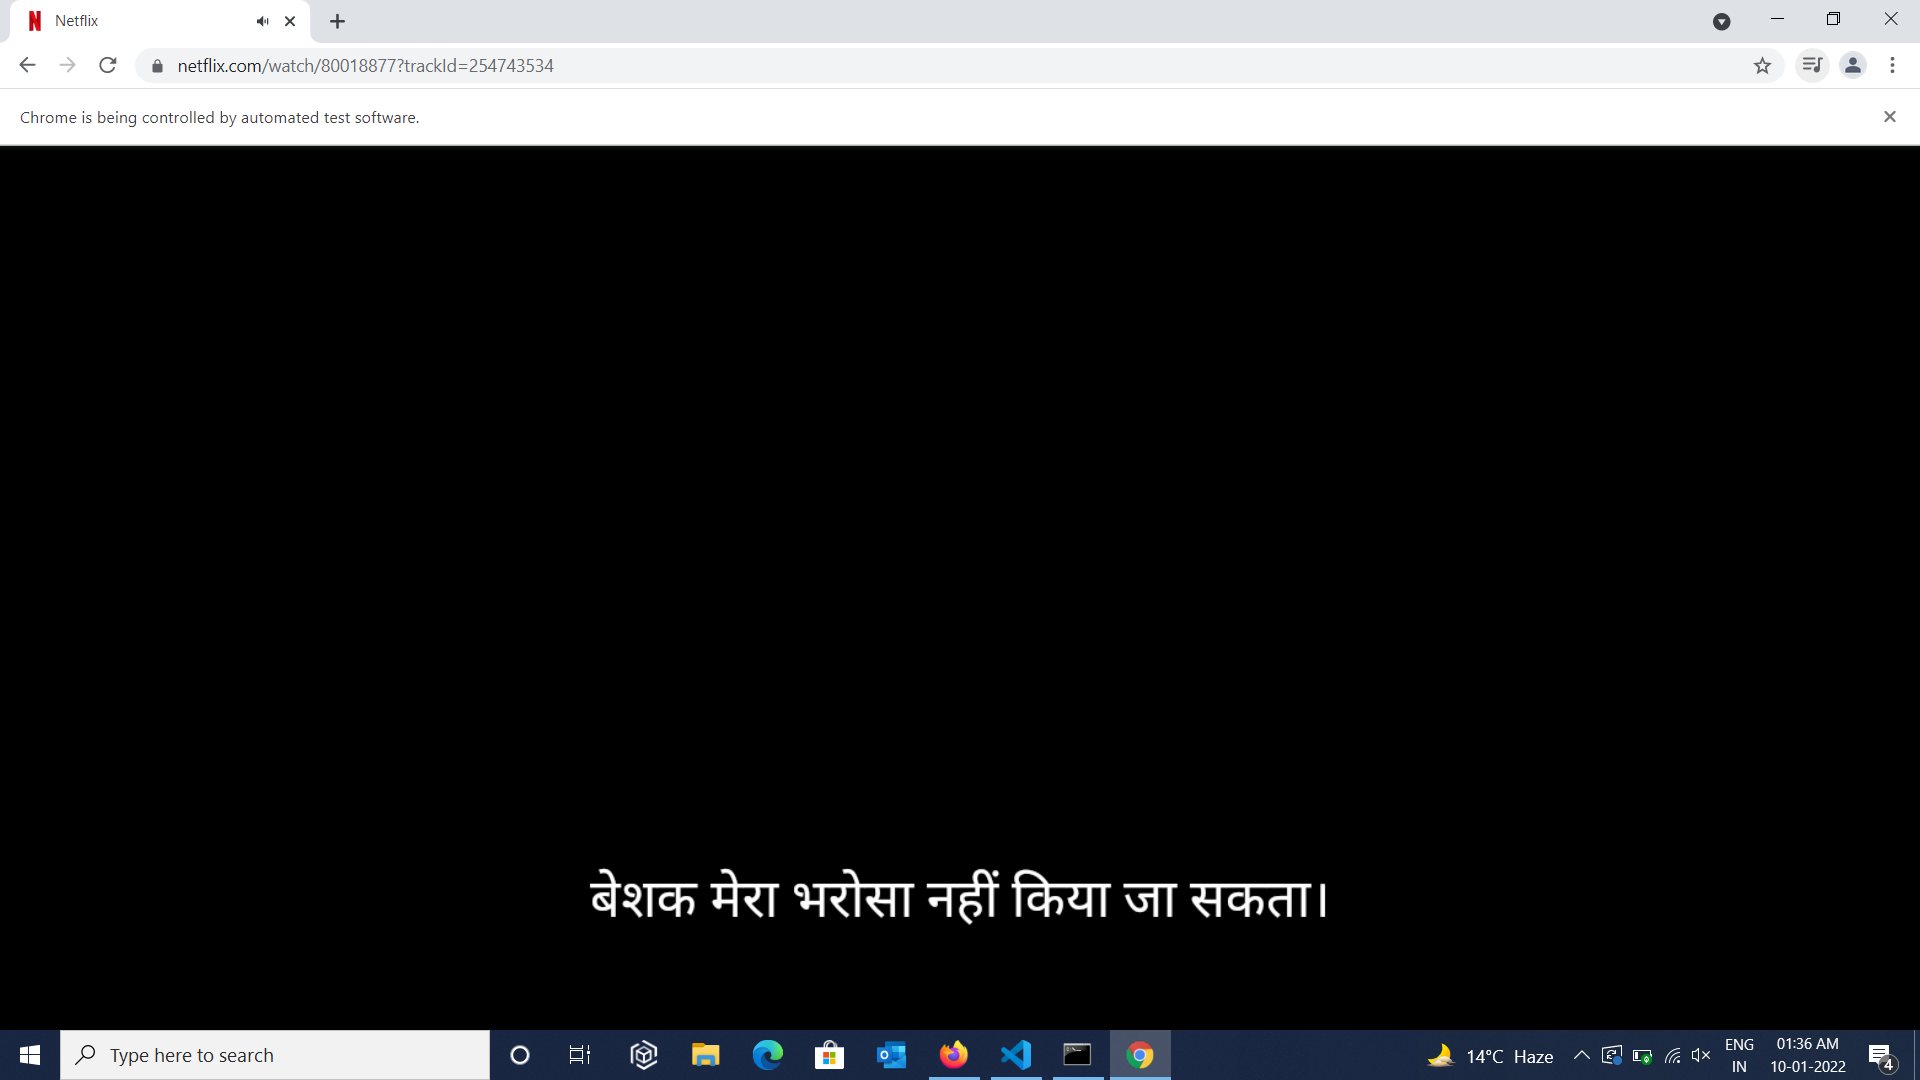 Netflix
netflix.com/watch/80018877?trackId=254743534
Chrome is being controlled by automated test software.
बेशक मेरा भरोसा नहीं किया जा सकता।
Type here to search
14°C Haze
ENG
IN
01:36 AM
10-01-2022
4